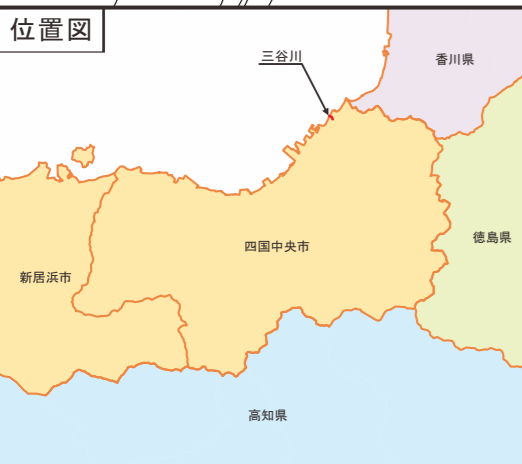 位置図
三谷川
香川県
徳島県
四国中央市
新居浜市
高知県